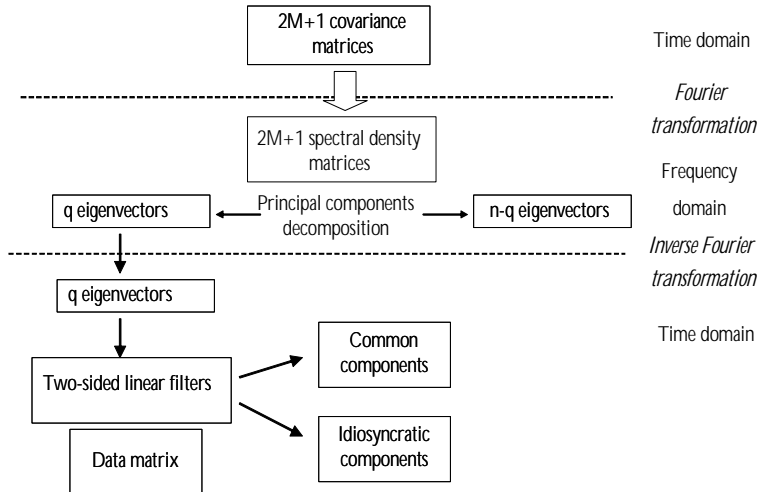 2M+1 covariance
matrices
Time domain
Fourier
transformation
2M+1 spectral density
matrices
Frequency
domain
q eigenvectors
Principal components
decomposition
n-q eigenvectors
Inverse Fourier
transformation
q eigenvectors
Time domain
Common
components
Two-sided linear filters
Idiosyncratic
components
Data matrix